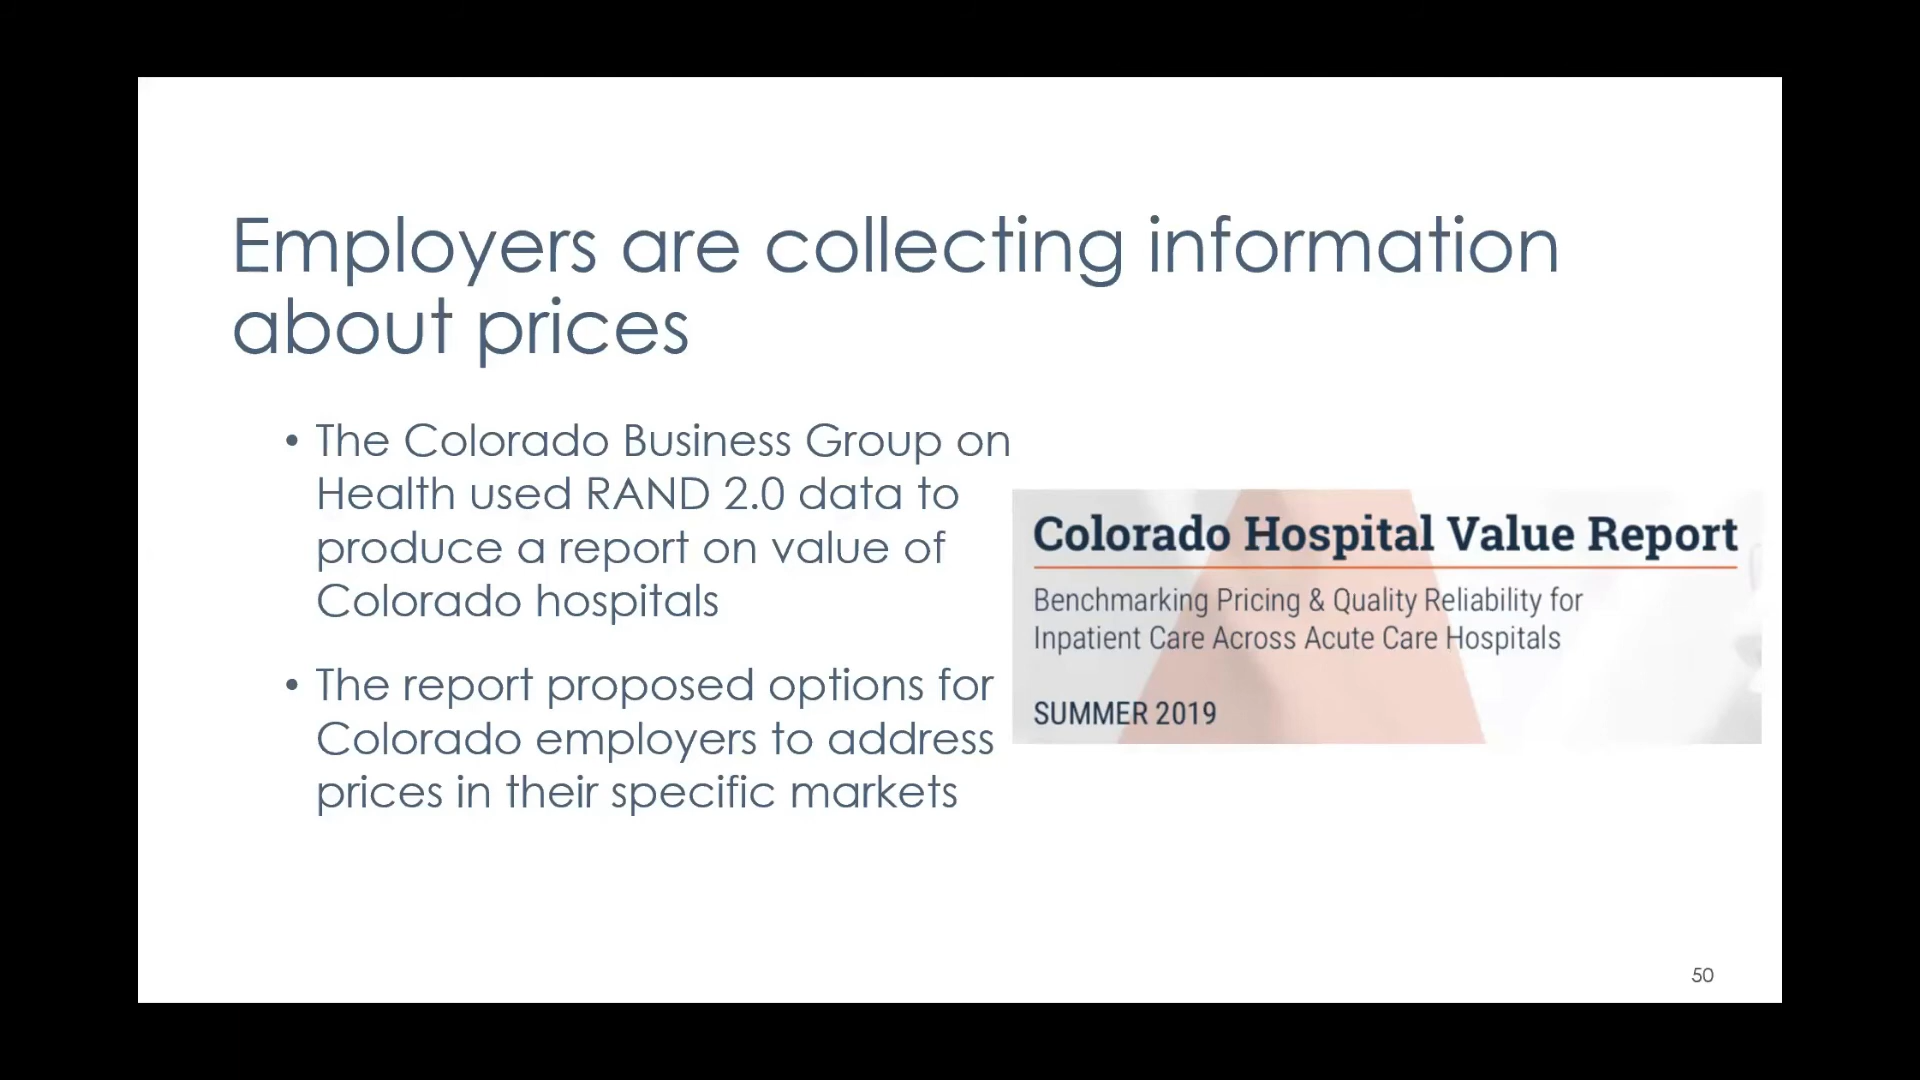 Employers are collecting information
about prices
• The Colorado Business Group on
Health used RAND 2.0 data to
produce a report on value of
Colorado hospitals
• The report proposed options for
Colorado employers to address
prices in their specific markets
Colorado Hospital Value Report
Benchmarking Pricing & Quality Reliability for
Inpatient Care Across Acute Care Hospitals
SUMMER 2019
50